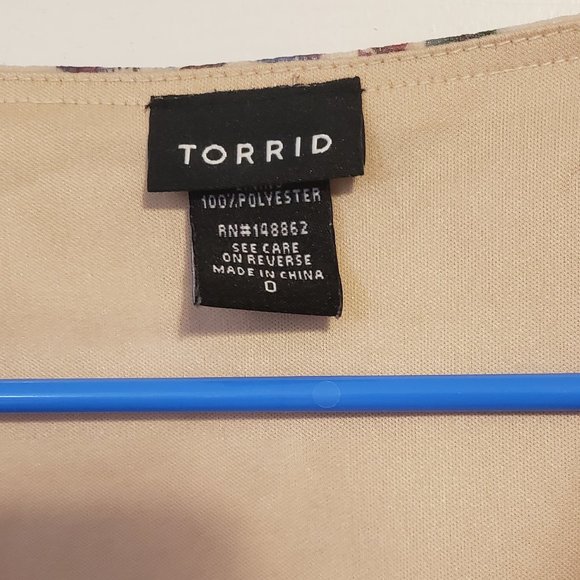 TORRID
100%POLYESTER
RN#148862
SEE CARE
ON REVERSE
MADE IN CHINA
0